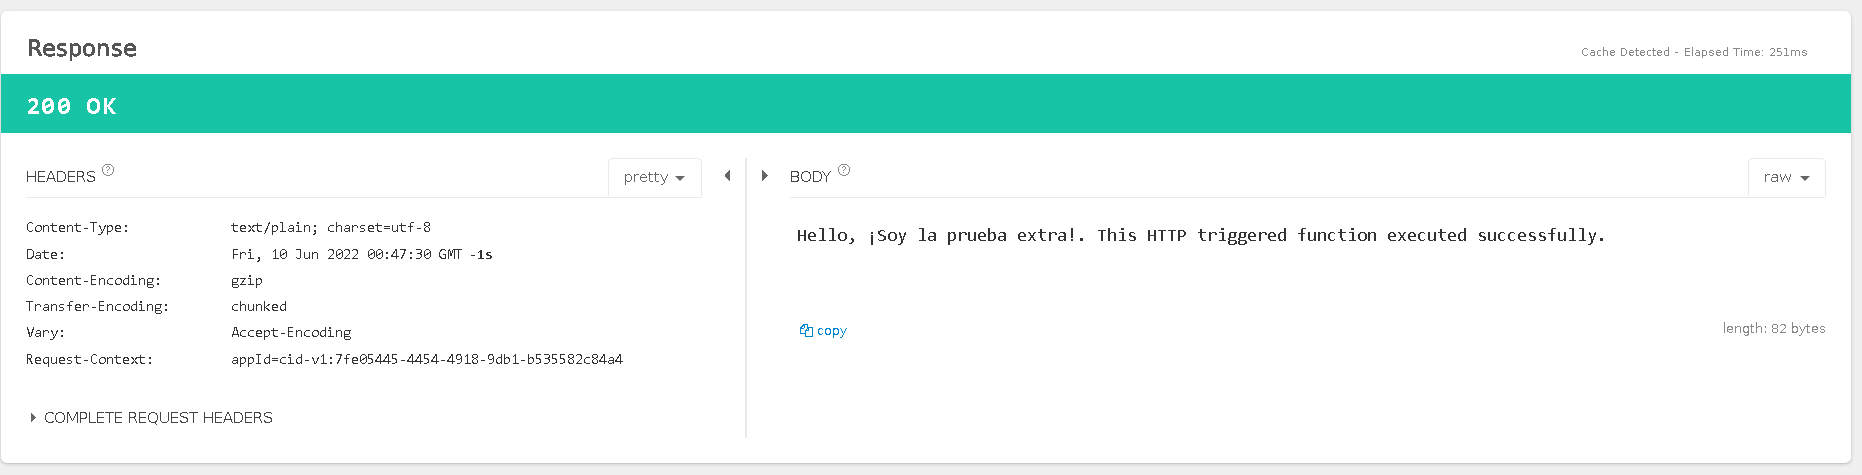 Response
Cache Detected - Elapsed Time: 251ms
200 OK
HEADERS ?
pretty
Content-Type: text/plain; charset=utf-8
Date: Fri, 10 Jun 2022 00:47:30 GMT -1s
Content-Encoding: gzip
Transfer-Encoding: chunked
Vary: Accept-Encoding
Request-Context: appId=cid-v1:7fe05445-4454-4918-9db1-b535582c84a4
COMPLETE REQUEST HEADERS
BODY ?
raw
Hello, ¡Soy la prueba extra!. This HTTP triggered function executed successfully.
copy
length: 82 bytes